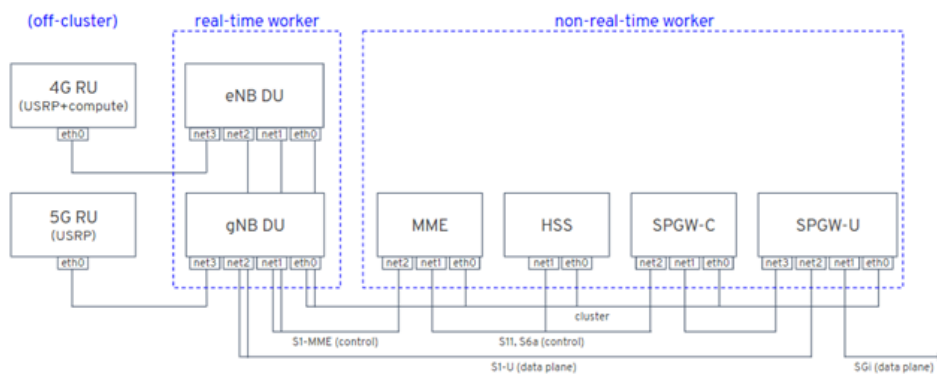 (off-cluster)
real-time worker
non-real-time worker
4G RU
(USRP+compute)
eth0
eNB DU
net3 net2 net1 eth0
5G RU
(USRP)
eth0
gNB DU
net3 net2 net1 eth0
MME
net2 net1 eth0
HSS
net1 eth0
SPGW-C
net2 net1 eth0
SPGW-U
net3 net2 net1 eth0
cluster
S1-MME (control)
S11, S6a (control)
S1-U (data plane)
SGi (data plane)